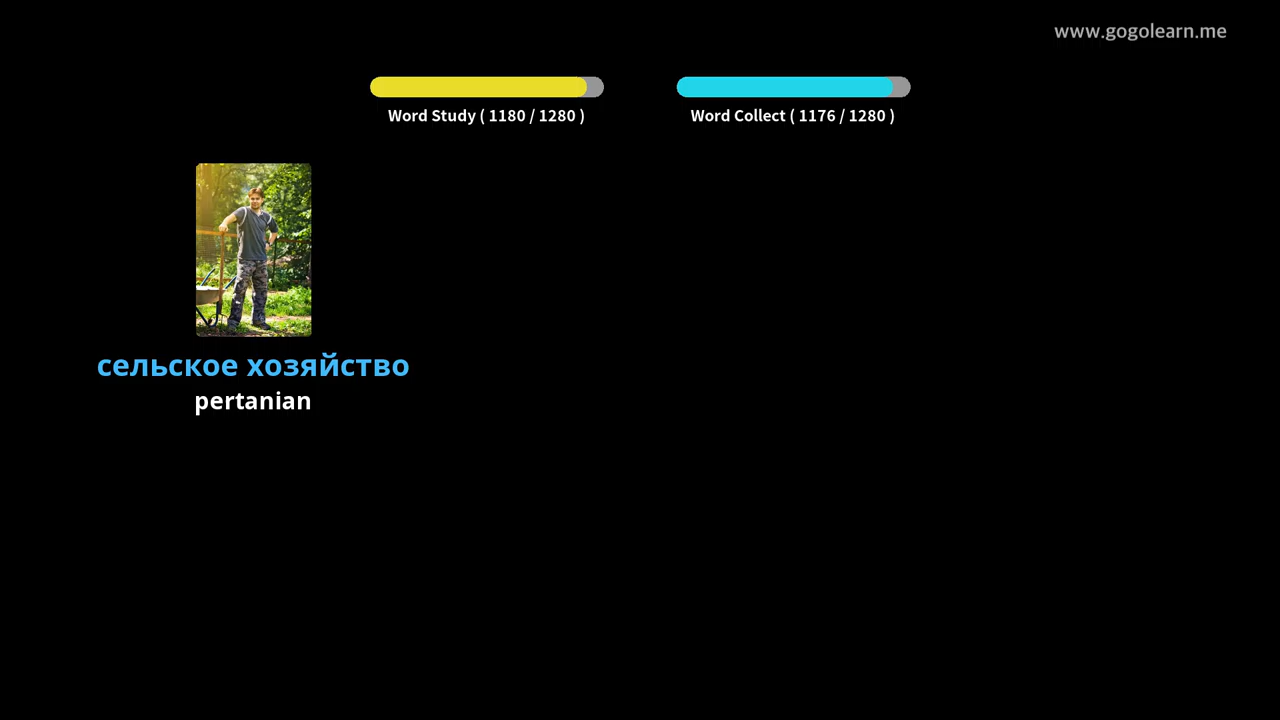 www.gogolearn.me
Word Study ( 1180 / 1280 )
Word Collect ( 1176 / 1280 )
сельское хозяйство
pertanian